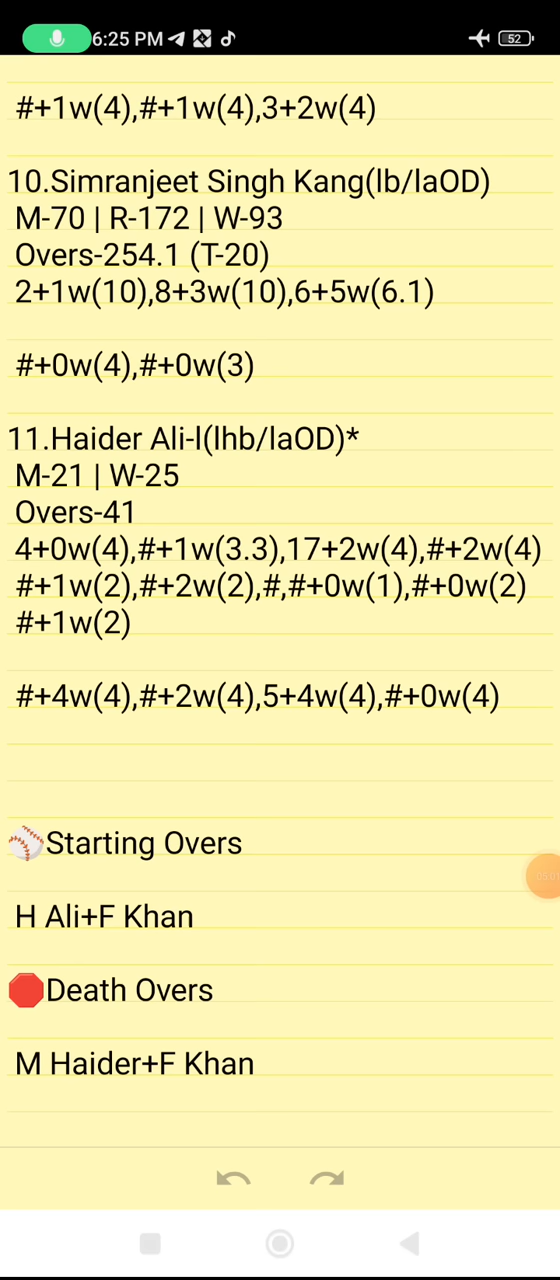 6:25 PM
52
#+1w(4),#+1w(4),3+2w(4)
10.Simranjeet Singh Kang(lb/laOD)
M-70 | R-172 | W-93
Overs-254.1 (T-20)
2+1w(10),8+3w(10),6+5w(6.1)
#+0w(4),#+0w(3)
11.Haider Ali-I(lhb/laOD)*
M-21 | W-25
Overs-41
4+0w(4),#+1w(3.3),17+2w(4),#+2w(4)
#+1w(2),#+2w(2),#,#+0w(1),#+0w(2)
#+1w(2)
#+4w(4),#+2w(4),5+4w(4),#+0w(4)
⚾Starting Overs
05:01
H Ali+F Khan
🛑Death Overs
M Haider+F Khan